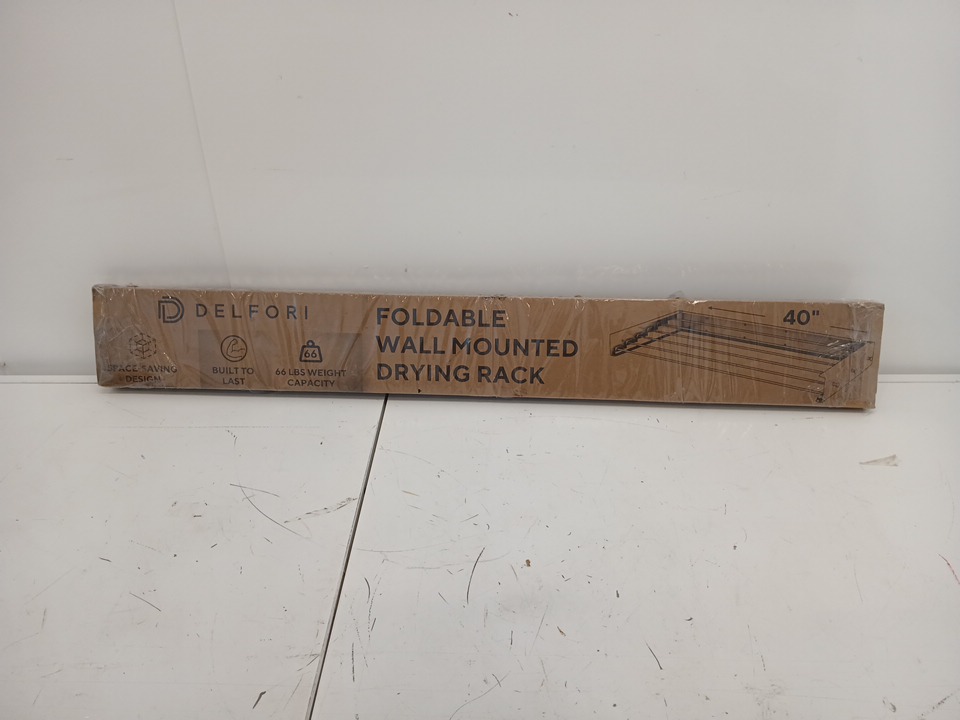 DELFORI
SPACE SAVING
DESIGN
BUILT TO
LAST
66
66 LBS WEIGHT
CAPACITY
FOLDABLE
WALL MOUNTED
DRYING RACK
40"